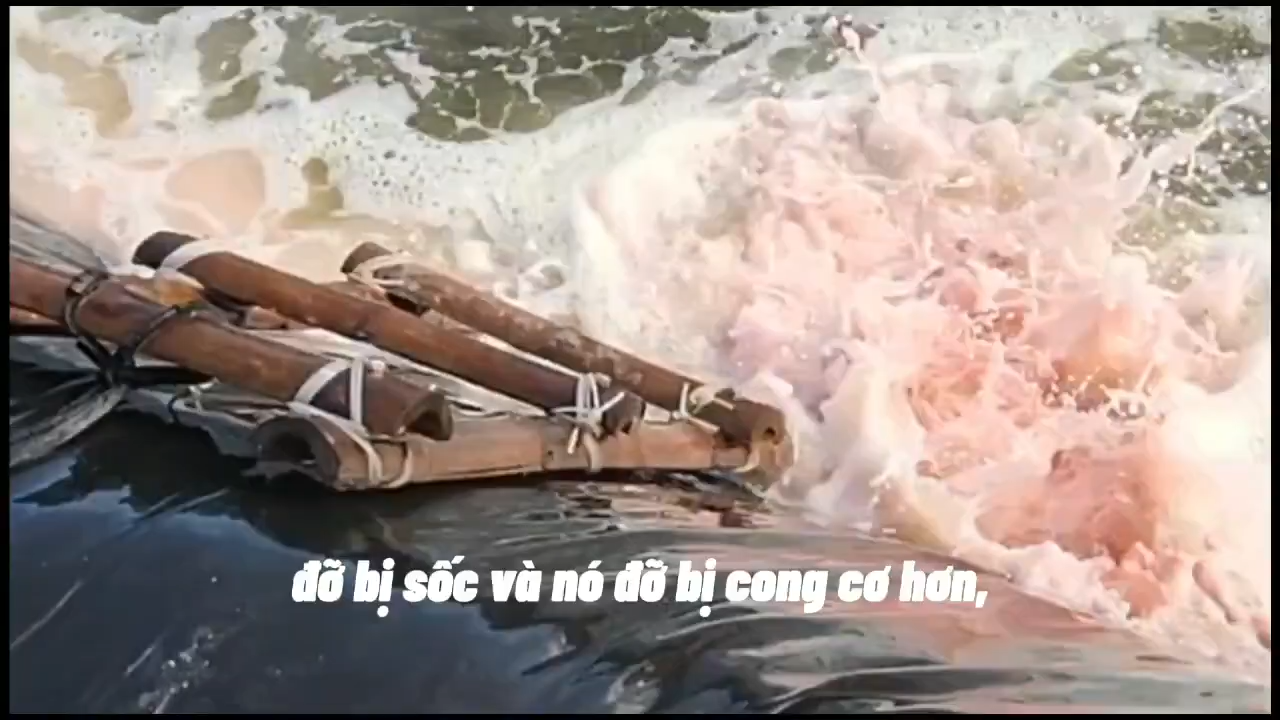 đỡ bị sốc và nó đỡ bị cong cơ hơn,